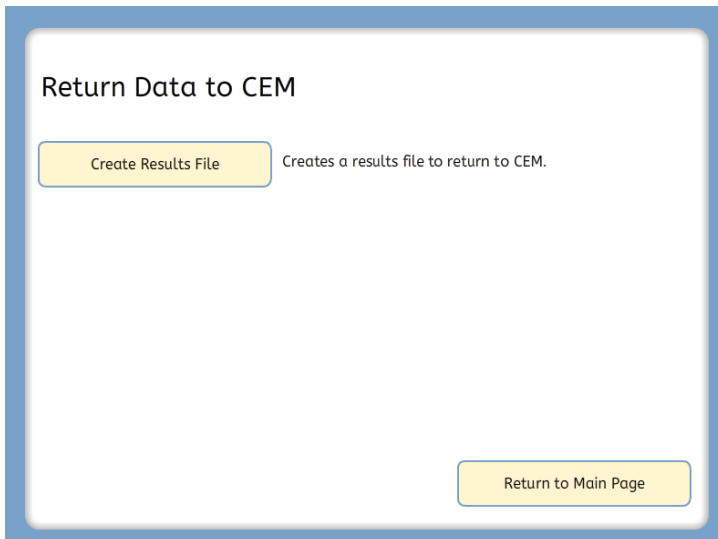 Return Data to CEM
Create Results File
Creates a results file to return to CEM.
Return to Main Page